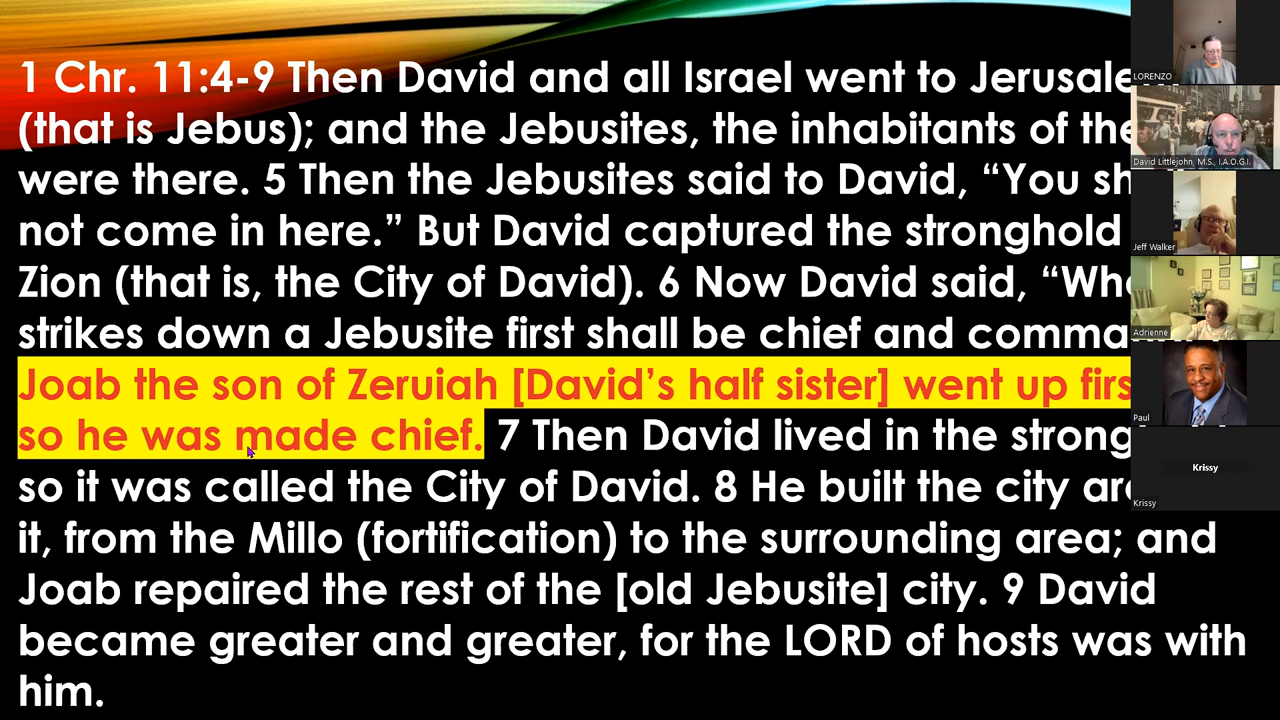 1 Chr. 11:4-9 Then David and all Israel went to Jerusale
(that is Jebus); and the Jebusites, the inhabitants of the
were there. 5 Then the Jebusites said to David, “You sh
not come in here.” But David captured the stronghold
Zion (that is, the City of David). 6 Now David said, “Who
strikes down a Jebusite first shall be chief and comma
Joab the son of Zeruiah [David’s half sister] went up firs
so he was made chief. 7 Then David lived in the strong
so it was called the City of David. 8 He built the city aro
it, from the Millo (fortification) to the surrounding area; and
Joab repaired the rest of the [old Jebusite] city. 9 David
became greater and greater, for the LORD of hosts was with
him.
LORENZO
David Littlejohn, M.S., I.A.O.G.I.
Jeff Walker
Adrienne
Paul
Krissy
Krissy